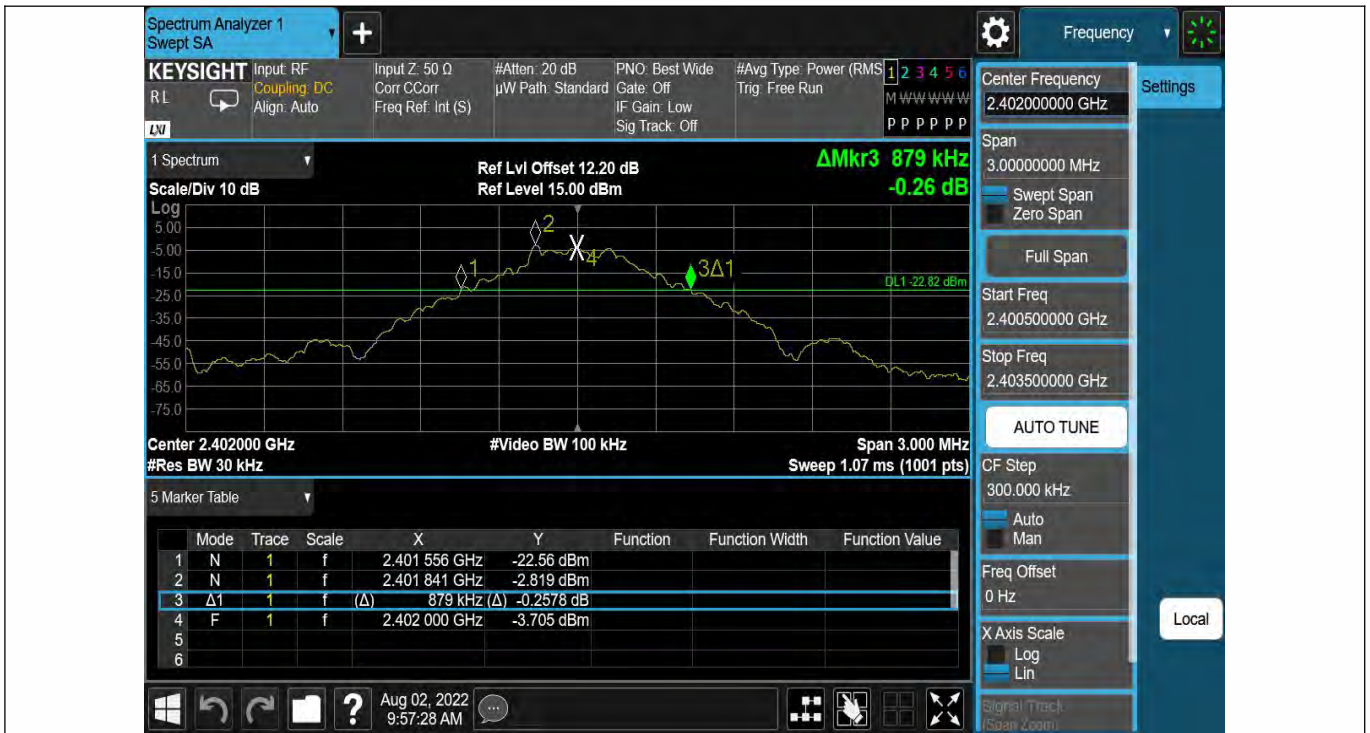 Spectrum Analyzer 1
Swept SA
Frequency
KEYSIGHT
RL
LXI
Input: RF
Coupling: DC
Align: Auto
Input Z: 50 Ω
Corr CCorr
Freq Ref: Int (S)
#Atten: 20 dB
µW Path: Standard
PNO: Best Wide
Gate: Off
IF Gain: Low
Sig Track: Off
#Avg Type: Power (RMS
Trig: Free Run
1 2 3 4 5 6
M W W W W W
P P P P P P
1 Spectrum
Scale/Div 10 dB
Ref Lvl Offset 12.20 dB
Ref Level 15.00 dBm
ΔMkr3 879 kHz
-0.26 dB
Log
5.00
-5.00
-15.0
-25.0
-35.0
-45.0
-55.0
-65.0
-75.0
2
4
1
3Δ1
DL1 -22.82 dBm
Center 2.402000 GHz
#Video BW 100 kHz
Span 3.000 MHz
#Res BW 30 kHz
Sweep 1.07 ms (1001 pts)
5 Marker Table
Mode Trace Scale X Y Function Function Width Function Value
1 N 1 f 2.401 556 GHz -22.56 dBm
2 N 1 f 2.401 841 GHz -2.819 dBm
3 Δ1 1 f (Δ) 879 kHz (Δ) -0.2578 dB
4 F 1 f 2.402 000 GHz -3.705 dBm
5
6
Aug 02, 2022
9:57:28 AM
Center Frequency
2.402000000 GHz
Settings
Span
3.00000000 MHz
Swept Span
Zero Span
Full Span
Start Freq
2.400500000 GHz
Stop Freq
2.403500000 GHz
AUTO TUNE
CF Step
300.000 kHz
Auto
Man
Freq Offset
0 Hz
Local
X Axis Scale
Log
Lin
Signal Track
(Span Zoom)